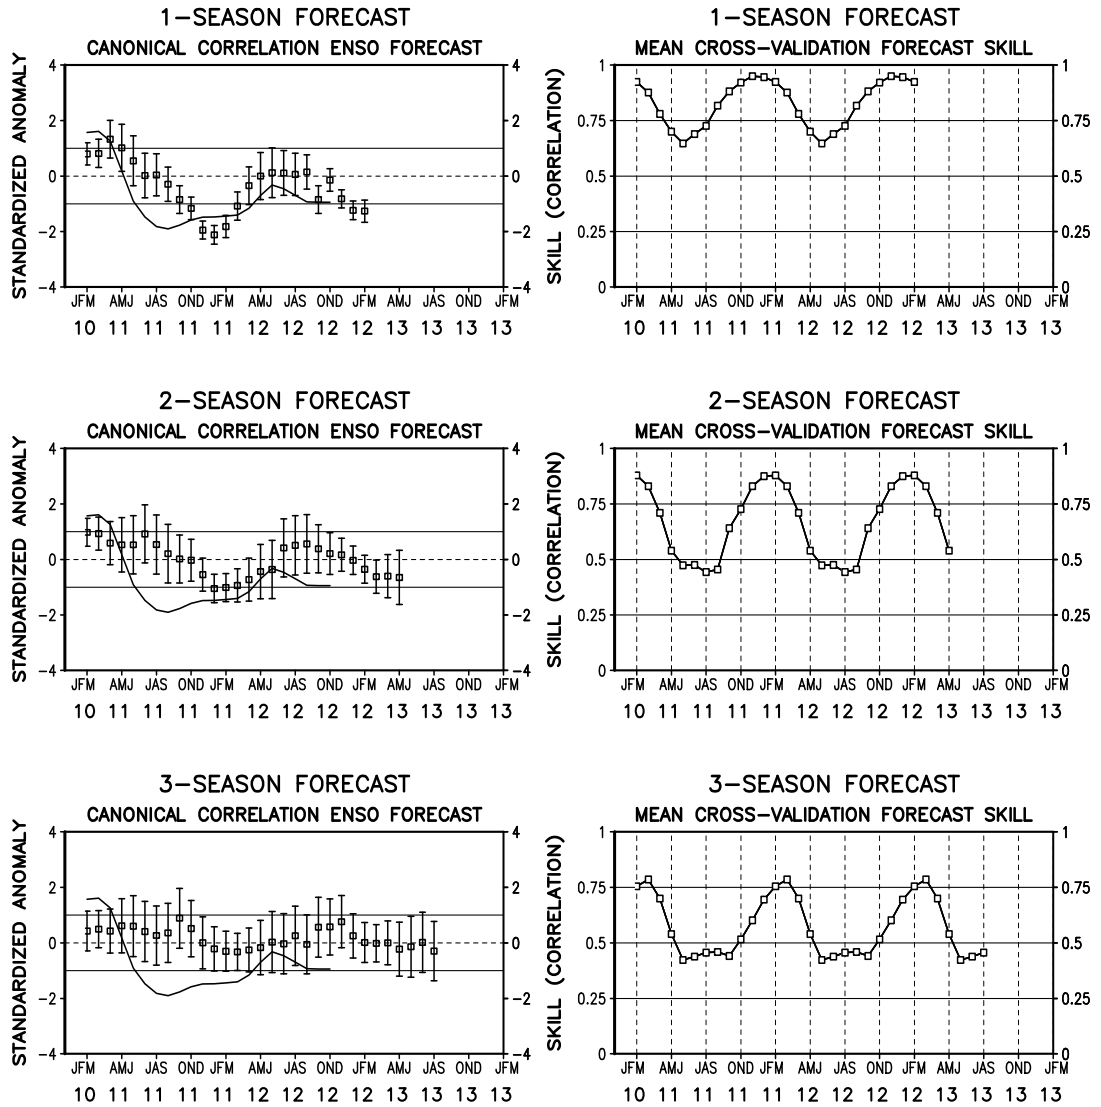 1-SEASON FORECAST
CANONICAL CORRELATION ENSO FORECAST
STANDARDIZED ANOMALY
4
2
0
-2
-4
4
2
0
-2
-4
JFM AMJ JAS OND JFM AMJ JAS OND JFM AMJ JAS OND JFM
10 11 11 11 11 12 12 12 12 13 13 13 13
1-SEASON FORECAST
MEAN CROSS-VALIDATION FORECAST SKILL
SKILL (CORRELATION)
1
0.75
0.5
0.25
0
1
0.75
0.5
0.25
0
JFM AMJ JAS OND JFM AMJ JAS OND JFM AMJ JAS OND JFM
10 11 11 11 11 12 12 12 12 13 13 13 13
2-SEASON FORECAST
CANONICAL CORRELATION ENSO FORECAST
STANDARDIZED ANOMALY
4
2
0
-2
-4
4
2
0
-2
-4
JFM AMJ JAS OND JFM AMJ JAS OND JFM AMJ JAS OND JFM
10 11 11 11 11 12 12 12 12 13 13 13 13
2-SEASON FORECAST
MEAN CROSS-VALIDATION FORECAST SKILL
SKILL (CORRELATION)
1
0.75
0.5
0.25
0
1
0.75
0.5
0.25
0
JFM AMJ JAS OND JFM AMJ JAS OND JFM AMJ JAS OND JFM
10 11 11 11 11 12 12 12 12 13 13 13 13
3-SEASON FORECAST
CANONICAL CORRELATION ENSO FORECAST
STANDARDIZED ANOMALY
4
2
0
-2
-4
4
2
0
-2
-4
JFM AMJ JAS OND JFM AMJ JAS OND JFM AMJ JAS OND JFM
10 11 11 11 11 12 12 12 12 13 13 13 13
3-SEASON FORECAST
MEAN CROSS-VALIDATION FORECAST SKILL
SKILL (CORRELATION)
1
0.75
0.5
0.25
0
1
0.75
0.5
0.25
0
JFM AMJ JAS OND JFM AMJ JAS OND JFM AMJ JAS OND JFM
10 11 11 11 11 12 12 12 12 13 13 13 13